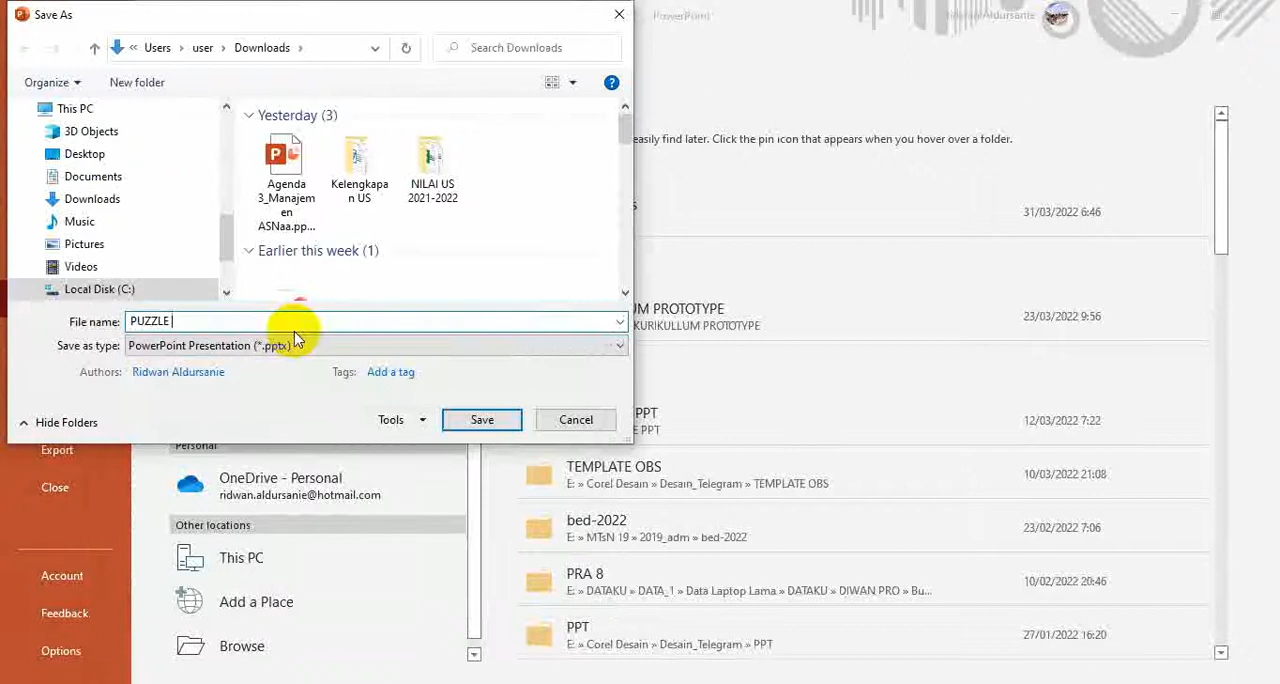 Save As
PowerPoint
« Users › user › Downloads ›
Search Downloads
Organize
New folder
This PC
3D Objects
Desktop
Documents
Downloads
Music
Pictures
Videos
Local Disk (C:)
Yesterday (3)
Agenda
3_Manajem
en
ASNaa.pp...
Kelengkapa
n US
NILAI US
2021-2022
Earlier this week (1)
File name: PUZZLE
Save as type: PowerPoint Presentation (*.pptx)
Authors: Ridwan Aldursanie
Tags: Add a tag
Hide Folders
Tools
Save
Cancel
easily find later. Click the pin icon that appears when you hover over a folder.
31/03/2022 6:46
UM PROTOTYPE
KURIKULLUM PROTOTYPE
23/03/2022 9:56
PPT
E PPT
12/03/2022 7:22
TEMPLATE OBS
E: » Corel Desain » Desain_Telegram » TEMPLATE OBS
10/03/2022 21:08
bed-2022
E: » MTsN 19 » 2019_adm » bed-2022
23/02/2022 7:06
PRA 8
E: » DATAKU » DATA_1 » Data Laptop Lama » DATAKU » DIWAN PRO » Bu...
10/02/2022 20:46
PPT
E: » Corel Desain » Desain_Telegram » PPT
27/01/2022 16:20
Export
Close
Account
Feedback
Options
Personal
OneDrive - Personal
ridwan.aldursanie@hotmail.com
Other locations
This PC
Add a Place
Browse